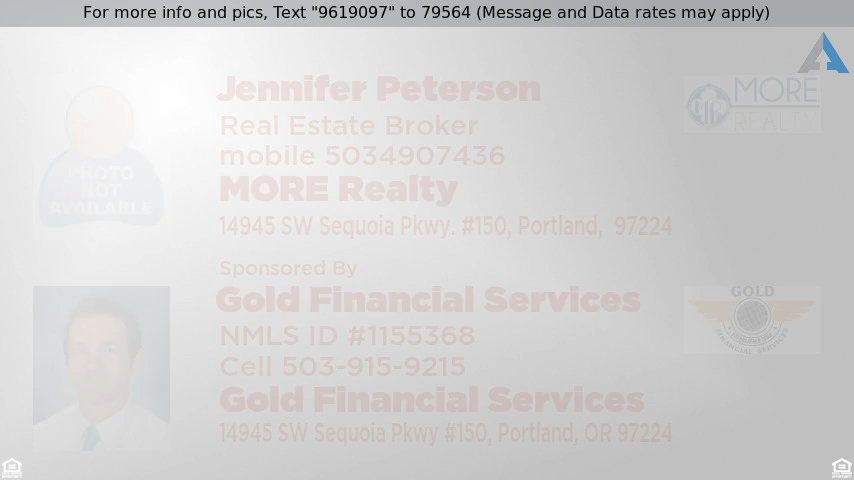 For more info and pics, Text "9619097" to 79564 (Message and Data rates may apply)
Jennifer Peterson
Real Estate Broker
mobile 5034907436
MORE Realty
14945 SW Sequoia Pkwy. #150, Portland, 97224
PHOTO
NOT
AVAILABLE
MORE
REALTY
Sponsored By
Gold Financial Services
NMLS ID #1155368
Cell 503-915-9215
Gold Financial Services
14945 SW Sequoia Pkwy #150, Portland, OR 97224
GOLD
FINANCIAL SERVICES